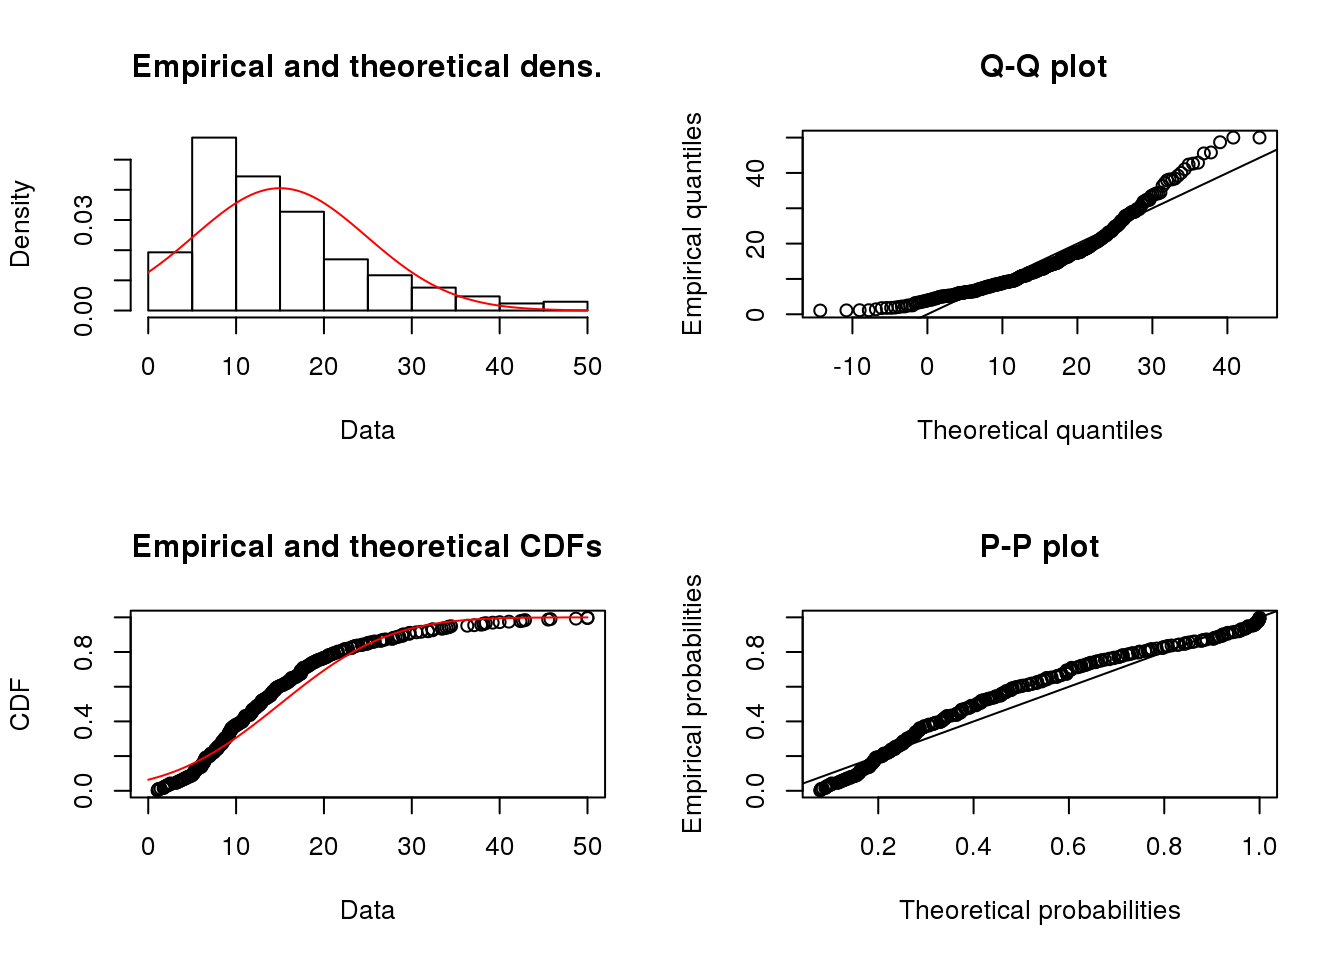 Empirical and theoretical dens.
Density
0.00 0.03
0 10 20 30 40 50
Data
Q-Q plot
Empirical quantiles
0 20 40
-10 0 10 20 30 40
Theoretical quantiles
Empirical and theoretical CDFs
CDF
0.0 0.4 0.8
0 10 20 30 40 50
Data
P-P plot
Empirical probabilities
0.0 0.4 0.8
0.2 0.4 0.6 0.8 1.0
Theoretical probabilities